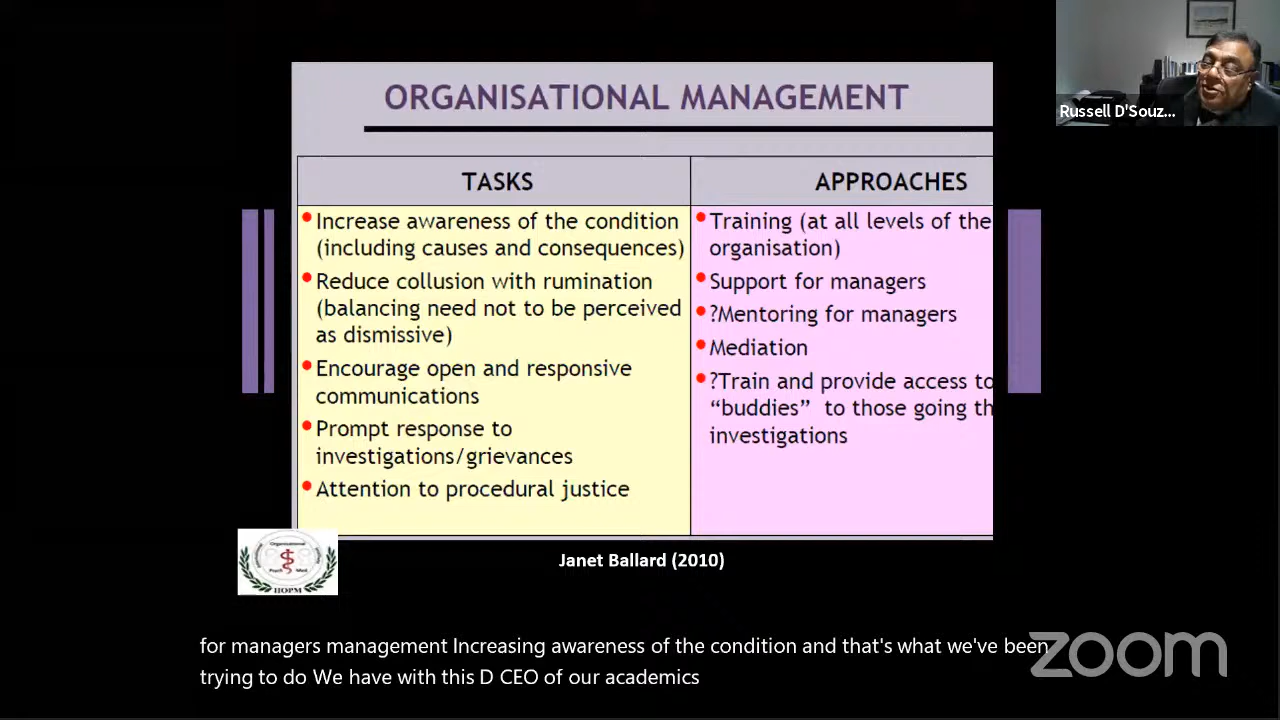 Russell D'Souz...
ORGANISATIONAL MANAGEMENT
TASKS
APPROACHES
• Increase awareness of the condition
(including causes and consequences)
• Reduce collusion with rumination
(balancing need not to be perceived
as dismissive)
• Encourage open and responsive
communications
• Prompt response to
investigations/grievances
• Attention to procedural justice
• Training (at all levels of the
organisation)
• Support for managers
• ?Mentoring for managers
• Mediation
• ?Train and provide access to
“buddies” to those going th
investigations
Organisational
Psych Med
IIOPM
Janet Ballard (2010)
for managers management Increasing awareness of the condition and that's what we've been
trying to do We have with this D CEO of our academics
zoom